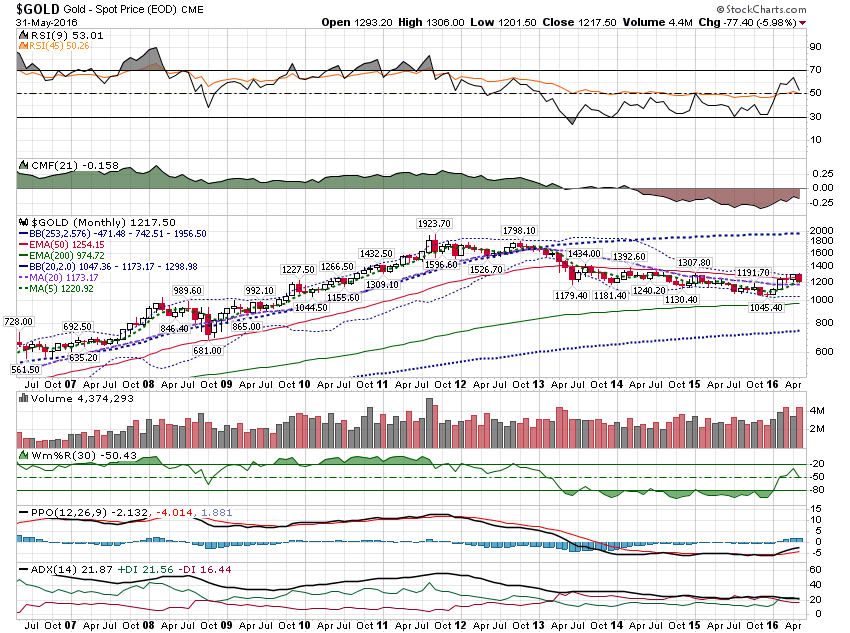 $GOLD Gold - Spot Price (EOD) CME
© StockCharts.com
31-May-2016
Open 1293.20 High 1306.00 Low 1201.50 Close 1217.50 Volume 4.4M Chg -77.40 (-5.98%)
RSI(9) 53.01
RSI(45) 50.26
90
70
50
30
10
CMF(21) -0.158
0.25
0.00
-0.25
$GOLD (Monthly) 1217.50
BB(253,2.576) -471.48 - 742.51 - 1956.50
EMA(50) 1254.15
EMA(200) 974.72
BB(20,2.0) 1047.36 - 1173.17 - 1298.98
MA(20) 1173.17
MA(5) 1220.92
2000
1800
1600
1400
1200
1000
800
600
1923.70
1798.10
1432.50
1596.60
1526.70
1434.00
1392.60
1307.80
1191.70
1227.50
1266.50
1309.10
1155.60
1044.50
1179.40
1181.40
1240.20
1130.40
1045.40
989.60
992.10
846.40
865.00
681.00
728.00
692.50
635.20
561.50
Jul Oct 07 Apr Jul Oct 08 Apr Jul Oct 09 Apr Jul Oct 10 Apr Jul Oct 11 Apr Jul Oct 12 Apr Jul Oct 13 Apr Jul Oct 14 Apr Jul Oct 15 Apr Jul Oct 16 Apr
Volume 4,374,293
4M
2M
Wm%R(30) -50.43
-20
-50
-80
PPO(12,26,9) -2.132, -4.014, 1.881
15
10
5
0
-5
ADX(14) 21.87 +DI 21.56 -DI 16.44
60
40
20
0
Jul Oct 07 Apr Jul Oct 08 Apr Jul Oct 09 Apr Jul Oct 10 Apr Jul Oct 11 Apr Jul Oct 12 Apr Jul Oct 13 Apr Jul Oct 14 Apr Jul Oct 15 Apr Jul Oct 16 Apr